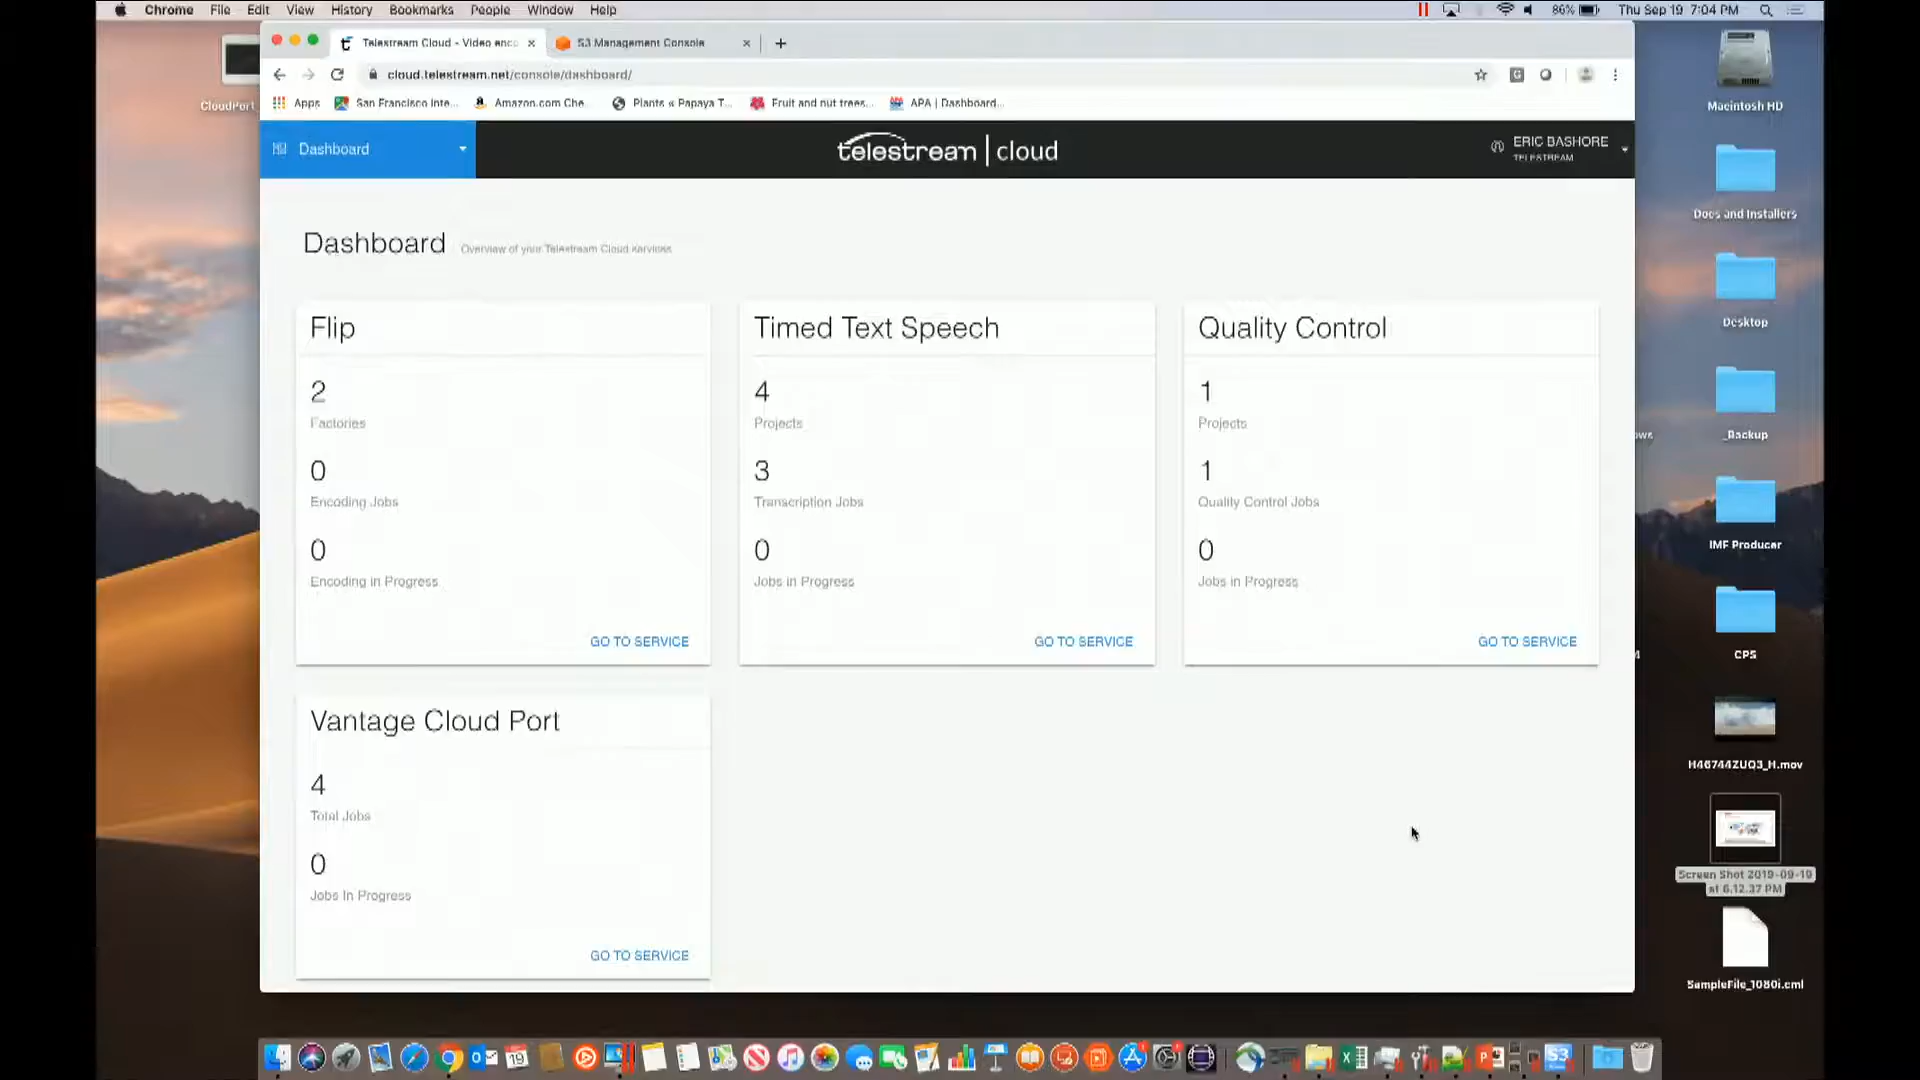 Chrome File Edit View History Bookmarks People Window Help
86% Thu Sep 19 7:04 PM
Telestream Cloud - Video enc
S3 Management Console
cloud.telestream.net/console/dashboard/
Apps
San Francisco Inte...
Amazon.com Che...
Plants « Papaya T...
Fruit and nut trees...
APA | Dashboard...
Dashboard
telestream | cloud
ERIC BASHORE
TELESTREAM
Dashboard
Overview of your Telestream Cloud services
Flip
2
Factories
0
Encoding Jobs
0
Encoding in Progress
GO TO SERVICE
Timed Text Speech
4
Projects
3
Transcription Jobs
0
Jobs in Progress
GO TO SERVICE
Quality Control
1
Projects
1
Quality Control Jobs
0
Jobs in Progress
GO TO SERVICE
Vantage Cloud Port
4
Total Jobs
0
Jobs In Progress
GO TO SERVICE
CloudPort
Macintosh HD
Docs and Installers
Desktop
_Backup
IMF Producer
CPS
H46744ZUQ3_H.mov
Screen Shot 2019-09-19
at 6.12.37 PM
SampleFile_1080i.cml
19
S3